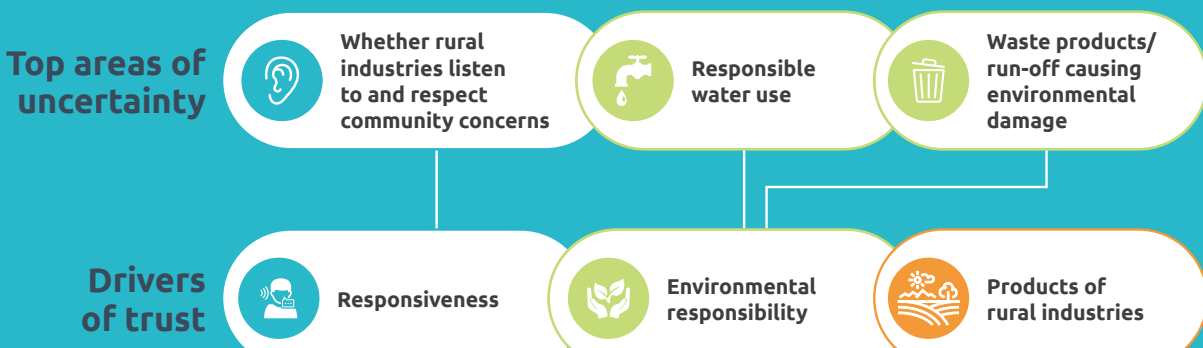 Top areas of
uncertainty
Whether rural
industries listen
to and respect
community concerns
Responsible
water use
Waste products/
run-off causing
environmental
damage
Drivers
of trust
Responsiveness
Environmental
responsibility
Products of
rural industries